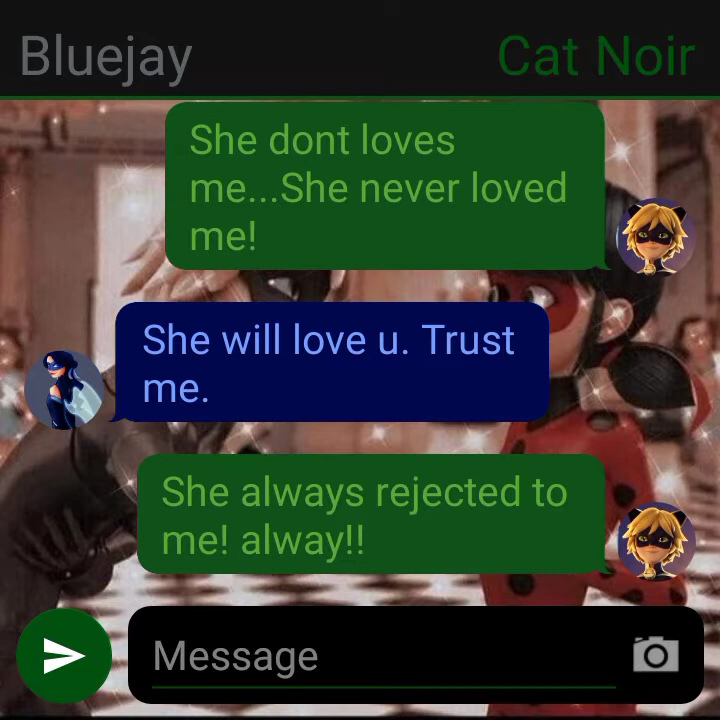 Bluejay
Cat Noir
She dont loves
me...She never loved
me!
She will love u. Trust
me.
She always rejected to
me! alway!!
Message